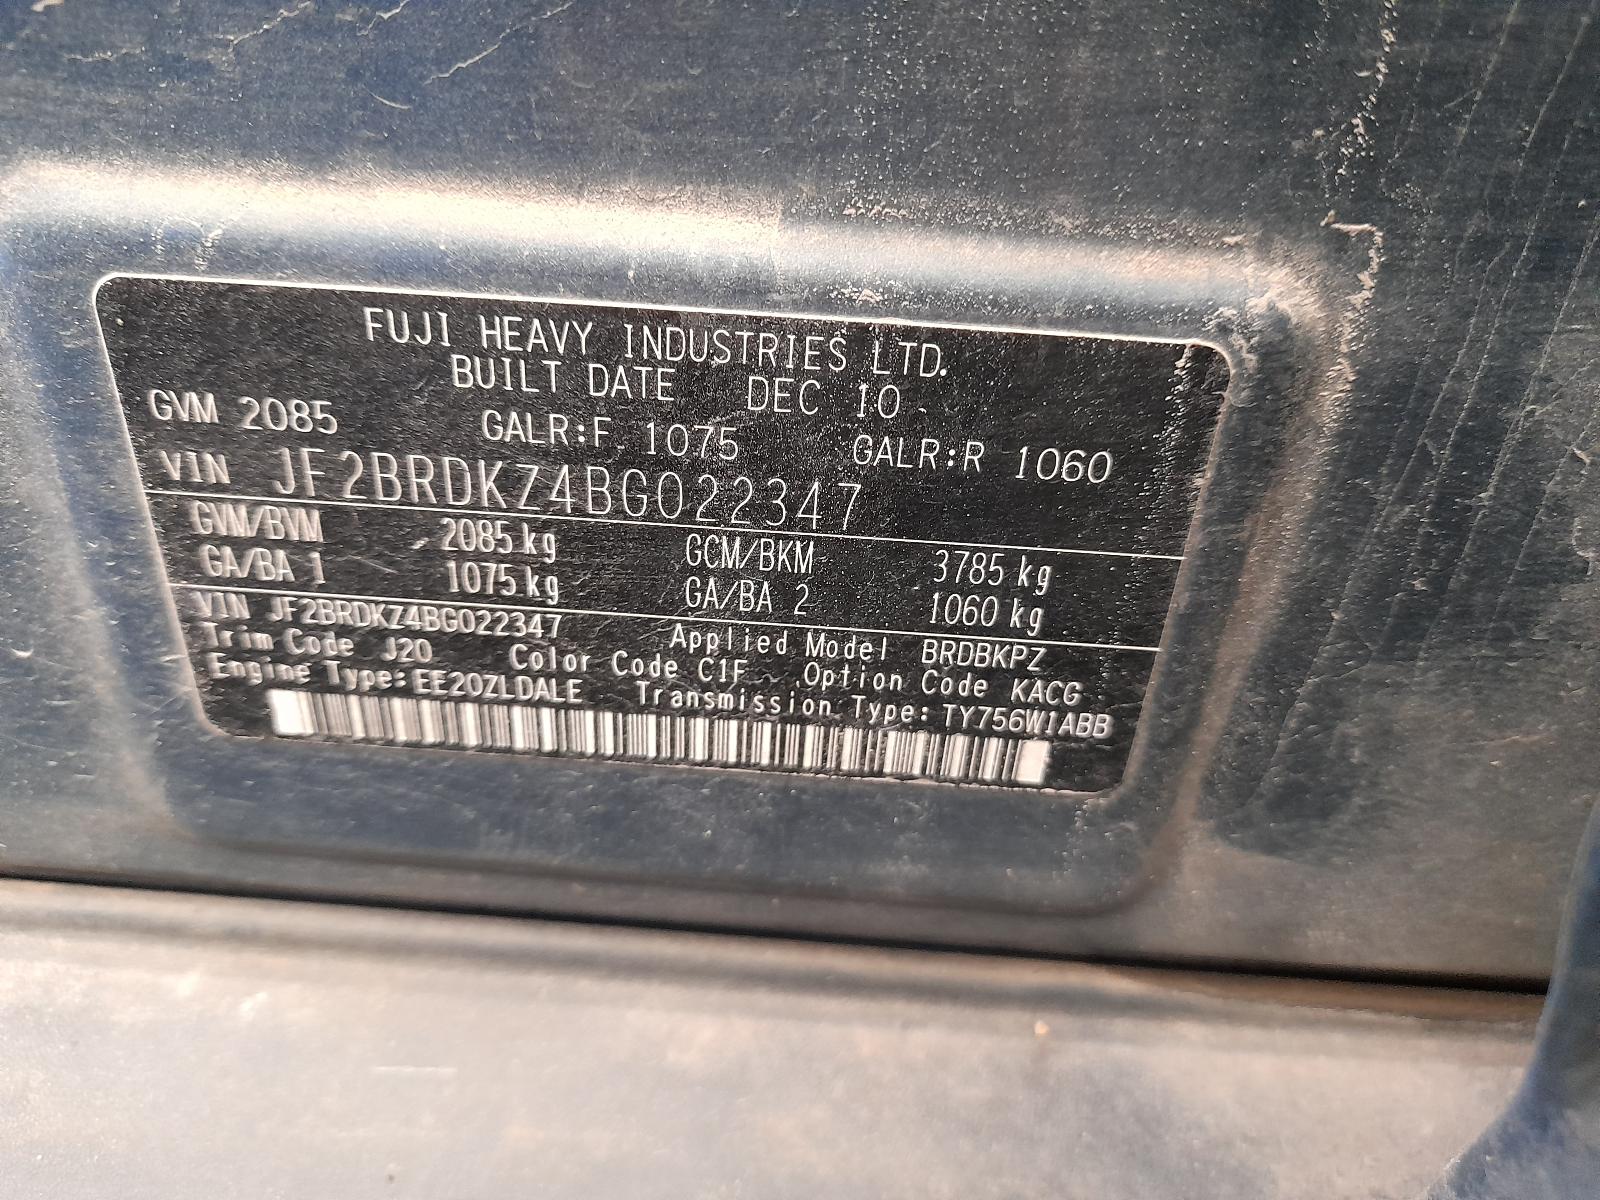 FUJI HEAVY INDUSTRIES LTD.
BUILT DATE DEC 10
GVM 2085 GALR:F 1075 GALR:R 1060
VIN JF2BRDKZ4BG022347
GVM/BVM 2085 kg GCM/BKM 3785 kg
GA/BA 1 1075 kg GA/BA 2 1060 kg
VIN JF2BRDKZ4BG022347 Applied Model BRDBKPZ
Trim Code J20 Color Code C1F Option Code KACG
Engine Type: EE20ZLDALE Transmission Type: TY756W1ABB